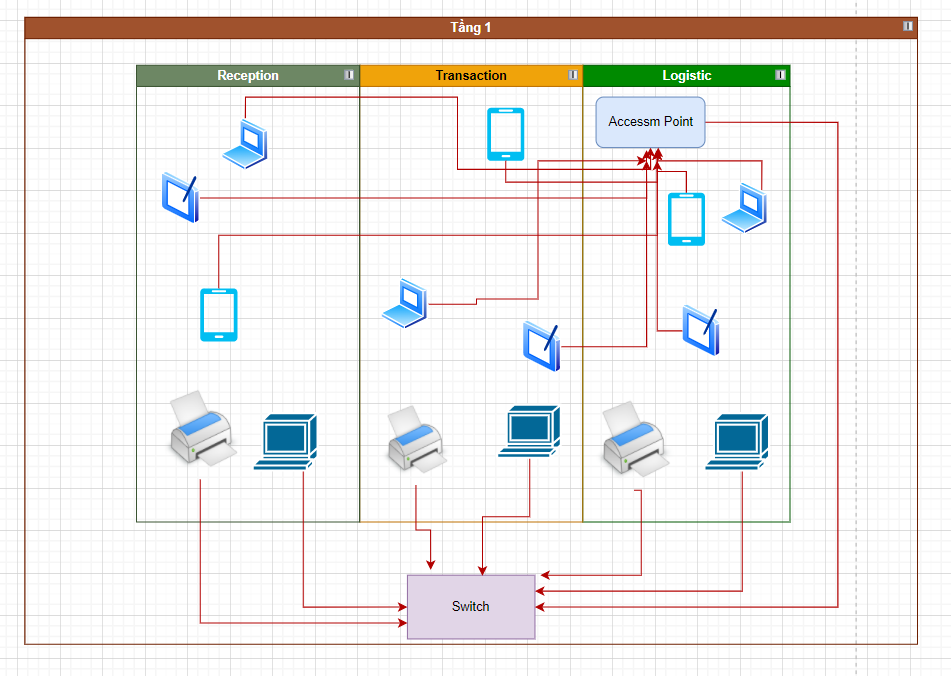 Tầng 1
Reception
Transaction
Logistic
Accessm Point
Switch